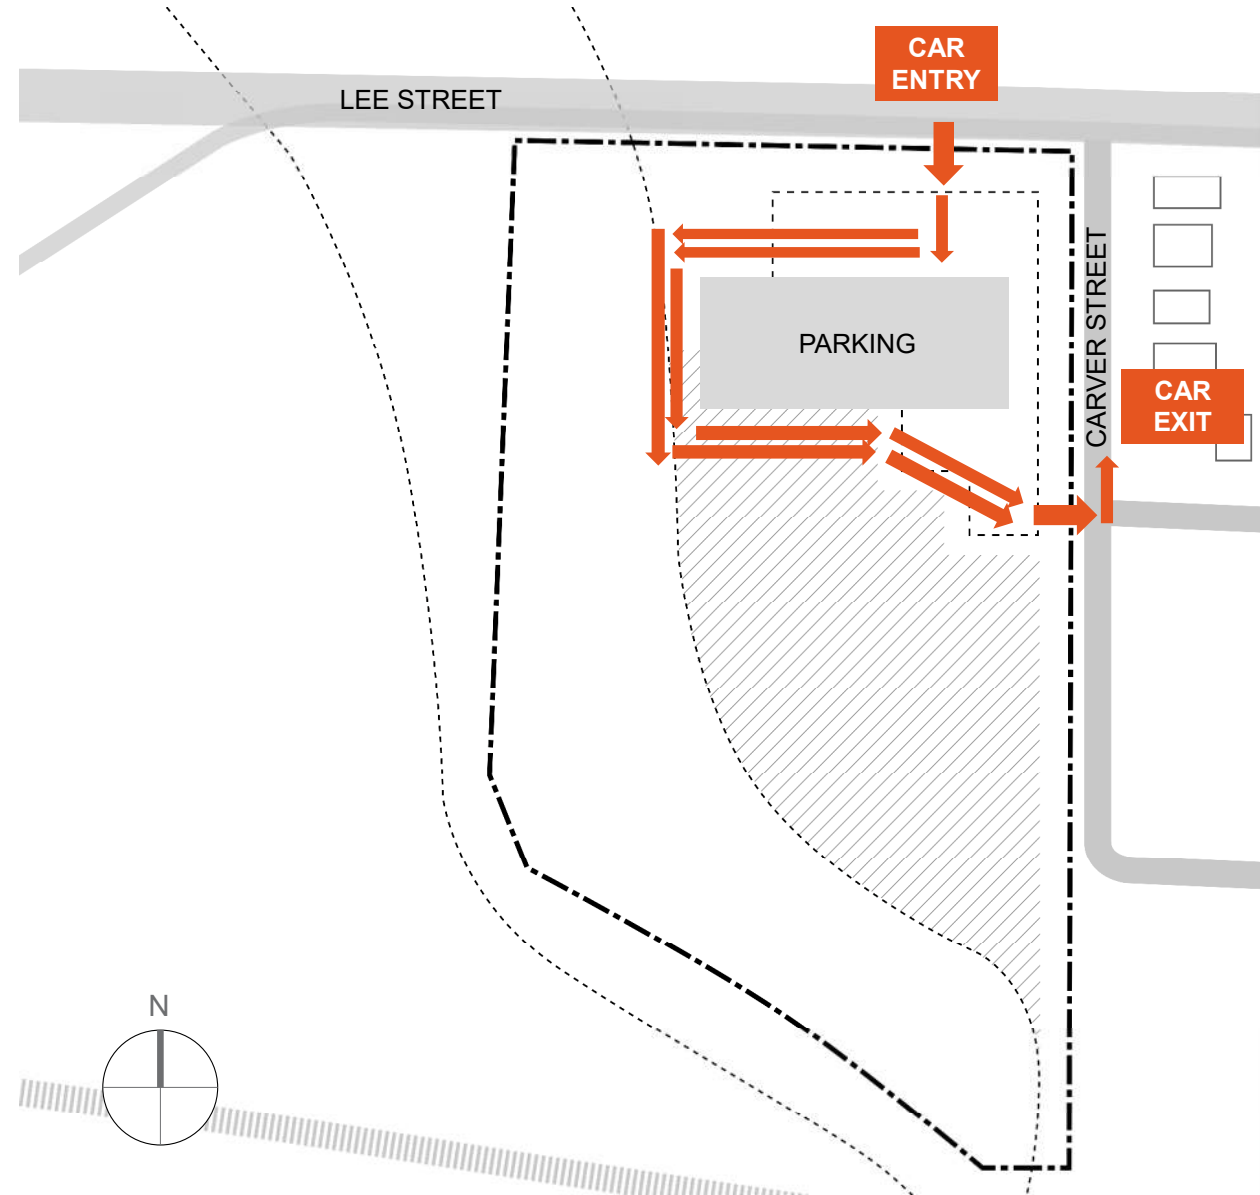 CAR
ENTRY
LEE STREET
CARVER STREET
PARKING
CAR
EXIT
N